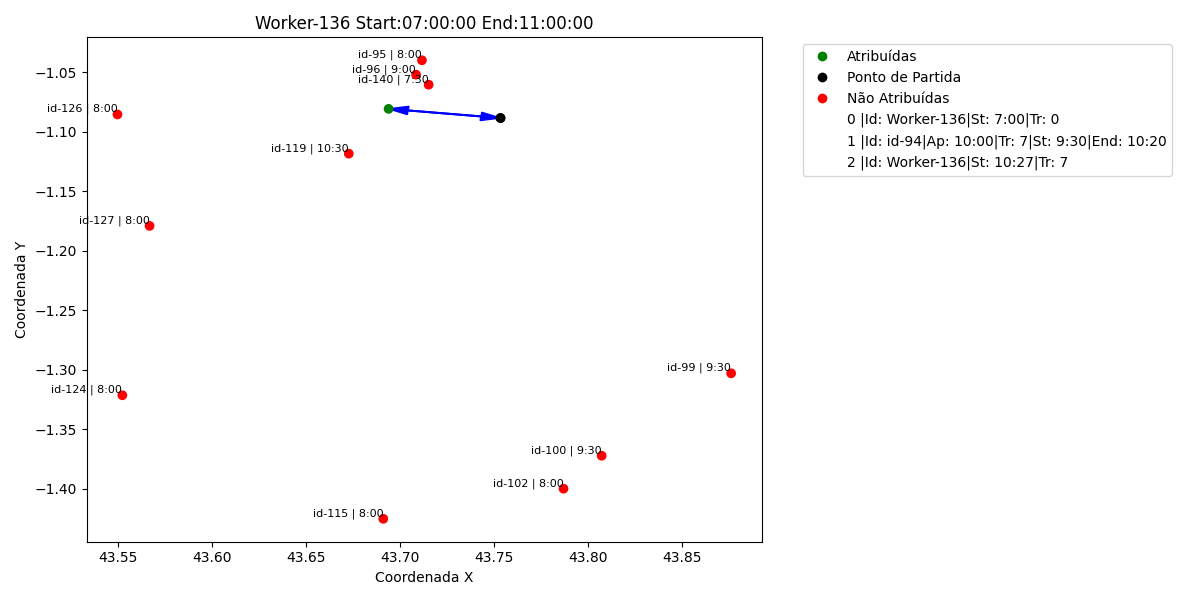 Worker-136 Start:07:00:00 End:11:00:00
id-95 | 8:00
id-96 | 9:00
id-140 | 7:30
id-126 | 8:00
id-119 | 10:30
id-127 | 8:00
id-99 | 9:30
id-124 | 8:00
id-100 | 9:30
id-102 | 8:00
id-115 | 8:00
−1.05
−1.10
−1.15
−1.20
−1.25
−1.30
−1.35
−1.40
Coordenada Y
43.55 43.60 43.65 43.70 43.75 43.80 43.85
Coordenada X
Atribuídas
Ponto de Partida
Não Atribuídas
0 |Id: Worker-136|St: 7:00|Tr: 0
1 |Id: id-94|Ap: 10:00|Tr: 7|St: 9:30|End: 10:20
2 |Id: Worker-136|St: 10:27|Tr: 7